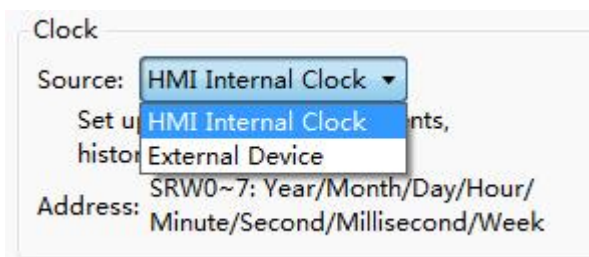 Clock
Source: HMI Internal Clock
Set u HMI Internal Clock nts,
histor External Device
Address: SRW0~7: Year/Month/Day/Hour/
Minute/Second/Millisecond/Week